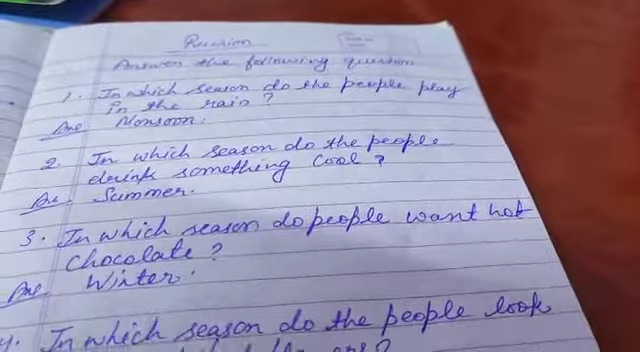 Revision
Answer the following question
1. In which season do the people play
in the rain?
Ans. Monsoon.
2. In which season do the people
drink something cool?
Ans. Summer.
3. In which season do people want hot
chocolate?
Ans. Winter.
4. In which season do the people look